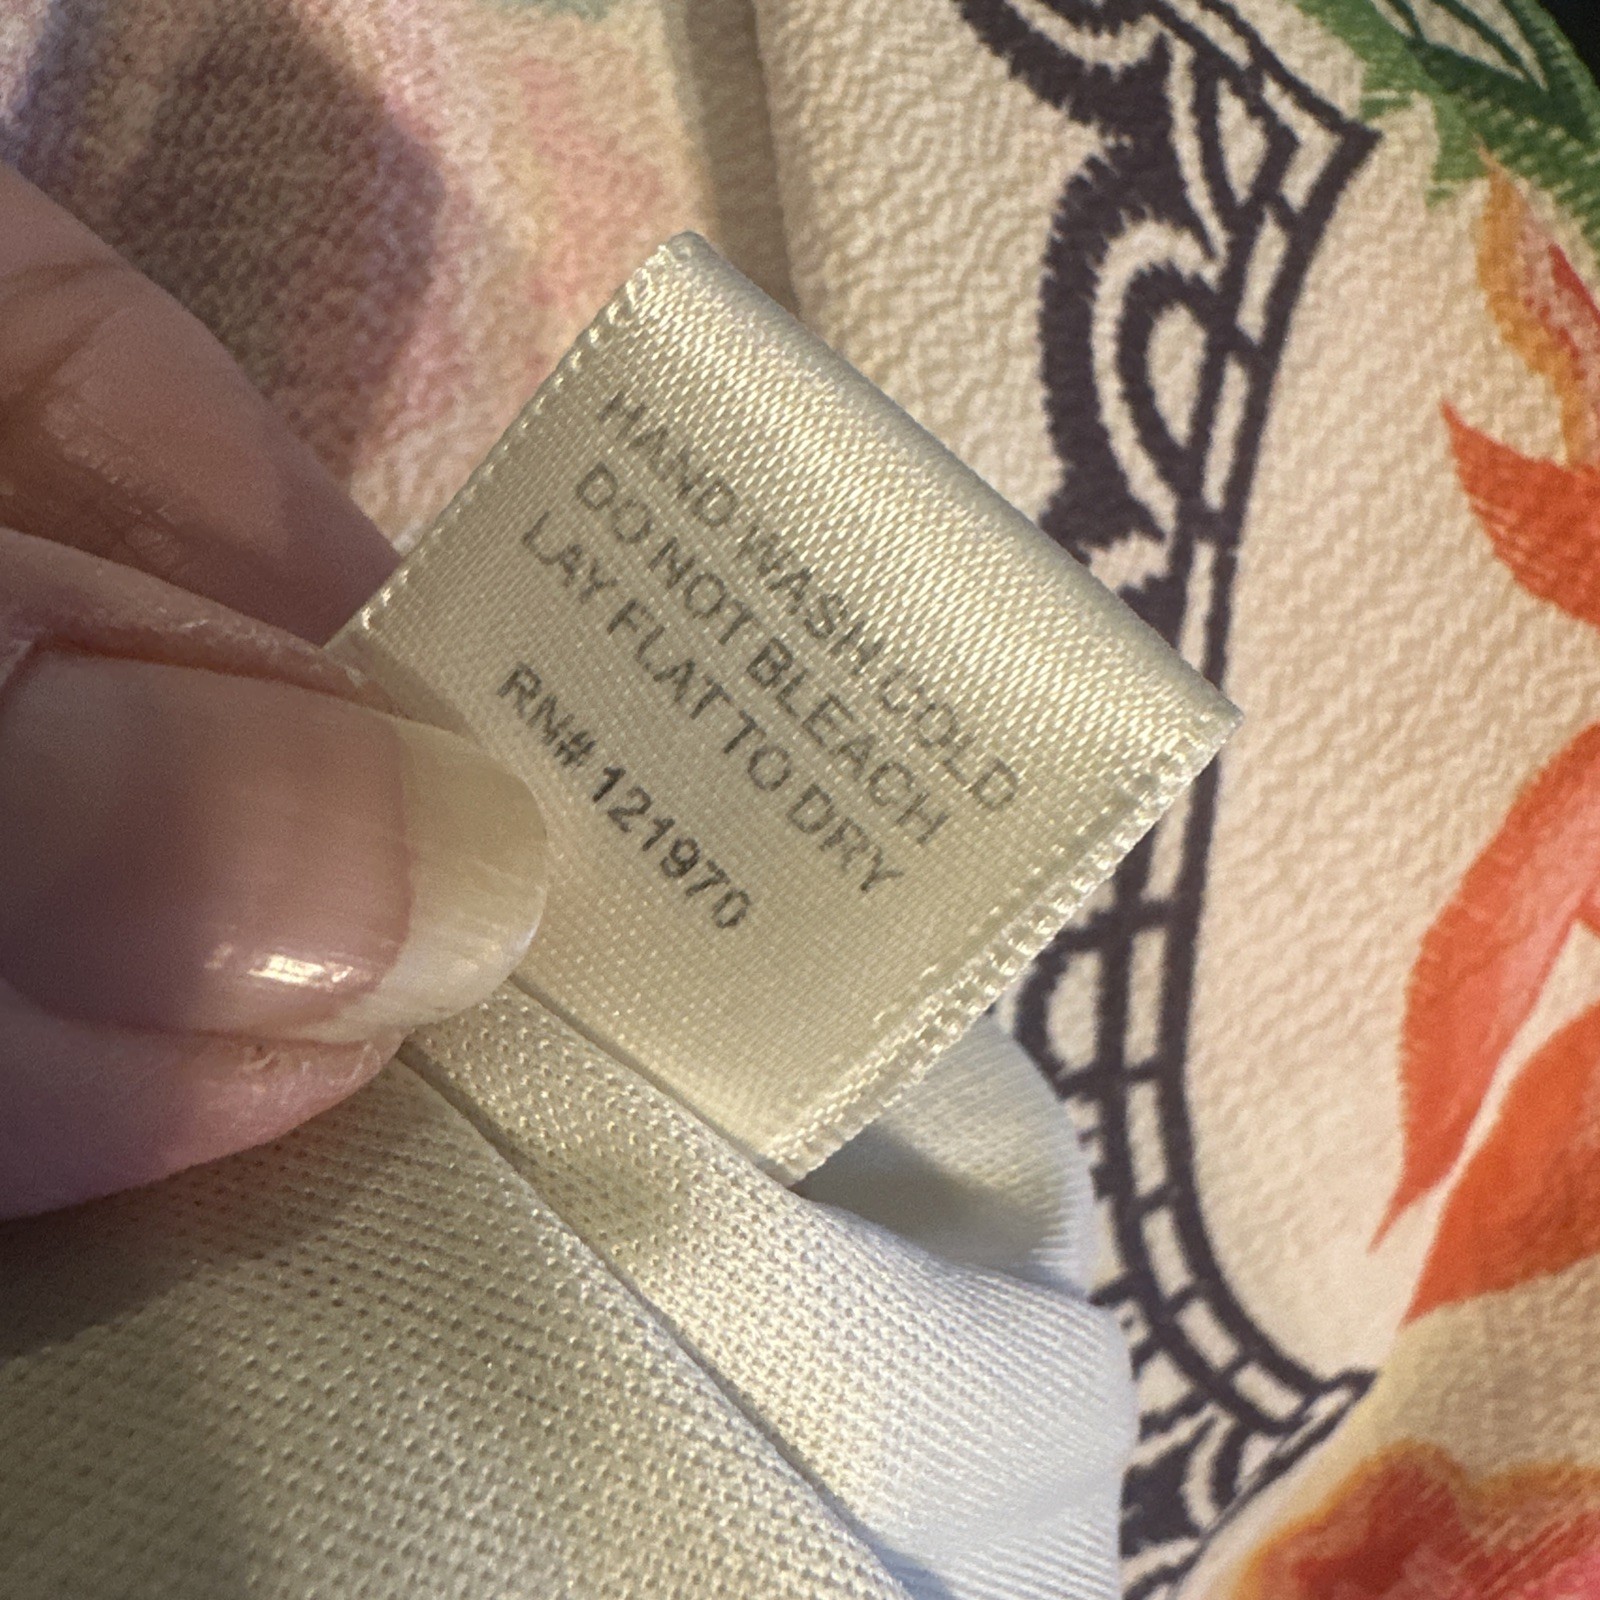 HAND WASH COLD
DO NOT BLEACH
LAY FLAT TO DRY
RN# 121970